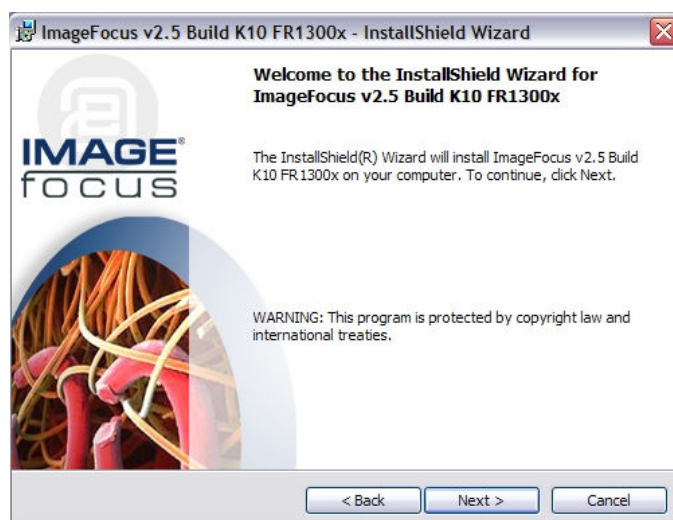 ImageFocus v2.5 Build K10 FR1300x - InstallShield Wizard
IMAGE®
focus
Welcome to the InstallShield Wizard for
ImageFocus v2.5 Build K10 FR1300x
The InstallShield(R) Wizard will install ImageFocus v2.5 Build
K10 FR1300x on your computer. To continue, click Next.
WARNING: This program is protected by copyright law and
international treaties.
< Back
Next >
Cancel